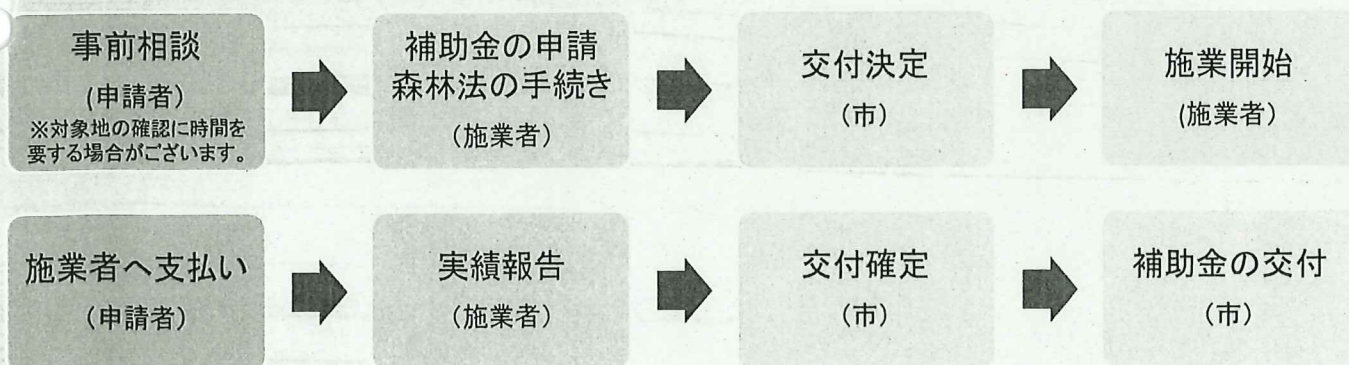 事前相談
(申請者)
※対象地の確認に時間を
要する場合がございます。
補助金の申請
森林法の手続き
（施業者）
交付決定
（市）
施業開始
(施業者）
施業者へ支払い
（申請者）
実績報告
（施業者）
交付確定
（市）
補助金の交付
（市）